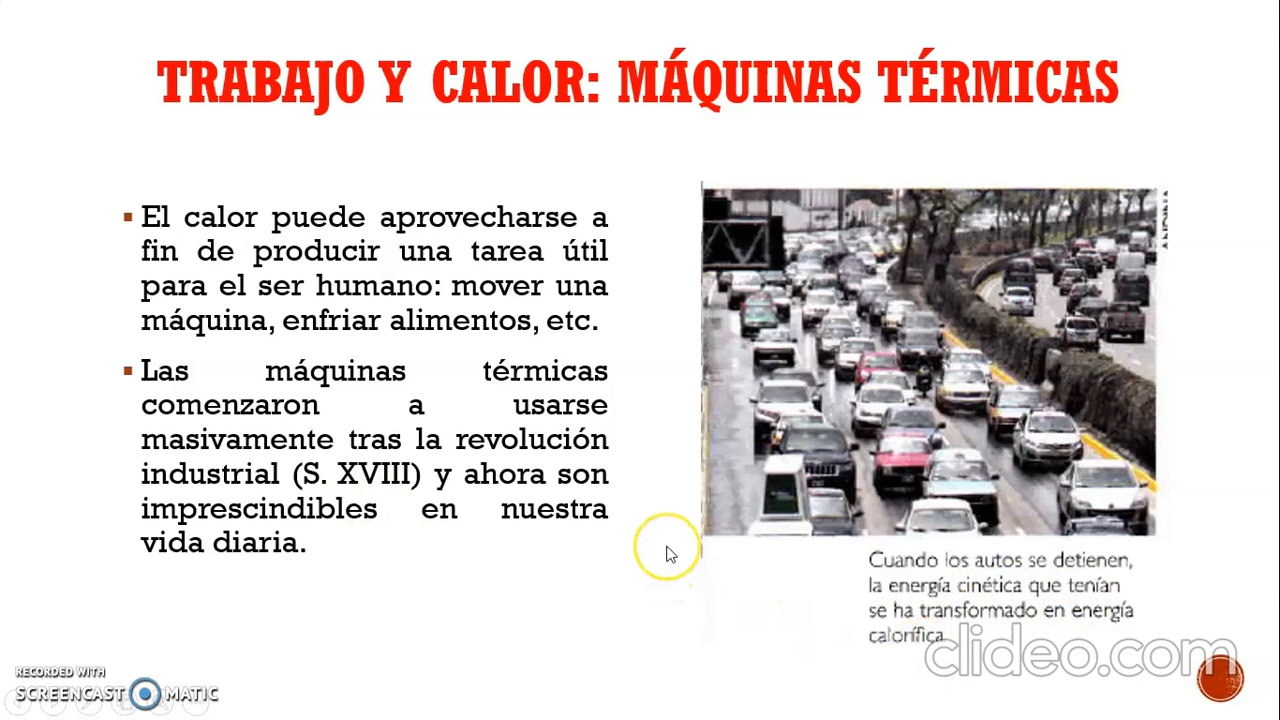 TRABAJO Y CALOR: MÁQUINAS TÉRMICAS
▪ El calor puede aprovecharse a
fin de producir una tarea útil
para el ser humano: mover una
máquina, enfriar alimentos, etc.
▪ Las máquinas térmicas
comenzaron a usarse
masivamente tras la revolución
industrial (S. XVIII) y ahora son
imprescindibles en nuestra
vida diaria.
ANDINA
Cuando los autos se detienen,
la energía cinética que tenían
se ha transformado en energía
calorífica.
clideo.com
RECORDED WITH
SCREENCAST MATIC